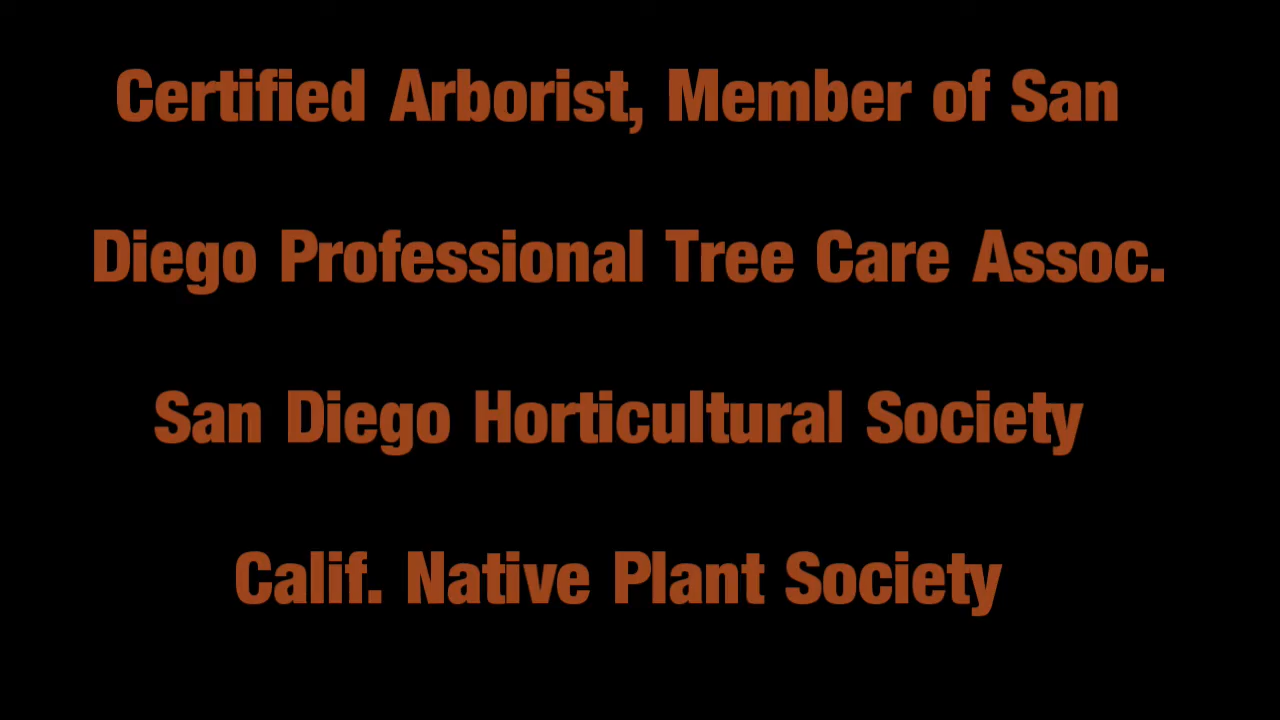 Certified Arborist, Member of San
Diego Professional Tree Care Assoc.
San Diego Horticultural Society
Calif. Native Plant Society